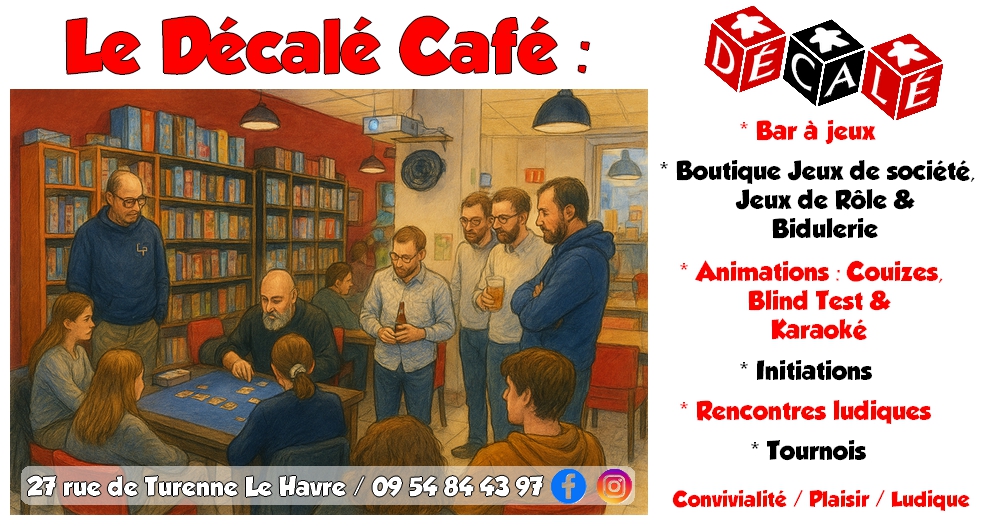 Le Décalé Café :
DÉCALÉ
* Bar à jeux
* Boutique Jeux de société,
Jeux de Rôle &
Bidulerie
* Animations : Couizes,
Blind Test &
Karaoké
* Initiations
* Rencontres ludiques
* Tournois
Convivialité / Plaisir / Ludique
27 rue de Turenne Le Havre / 09 54 84 43 97